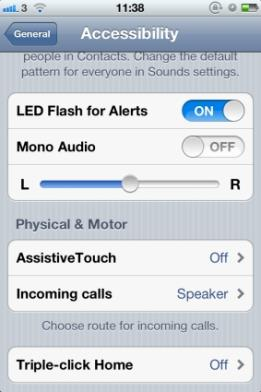 3 11:38
General Accessibility
people in Contacts. Change the default
pattern for everyone in Sounds settings.
LED Flash for Alerts ON
Mono Audio OFF
L R
Physical & Motor
AssistiveTouch Off
Incoming calls Speaker
Choose route for incoming calls.
Triple-click Home Off